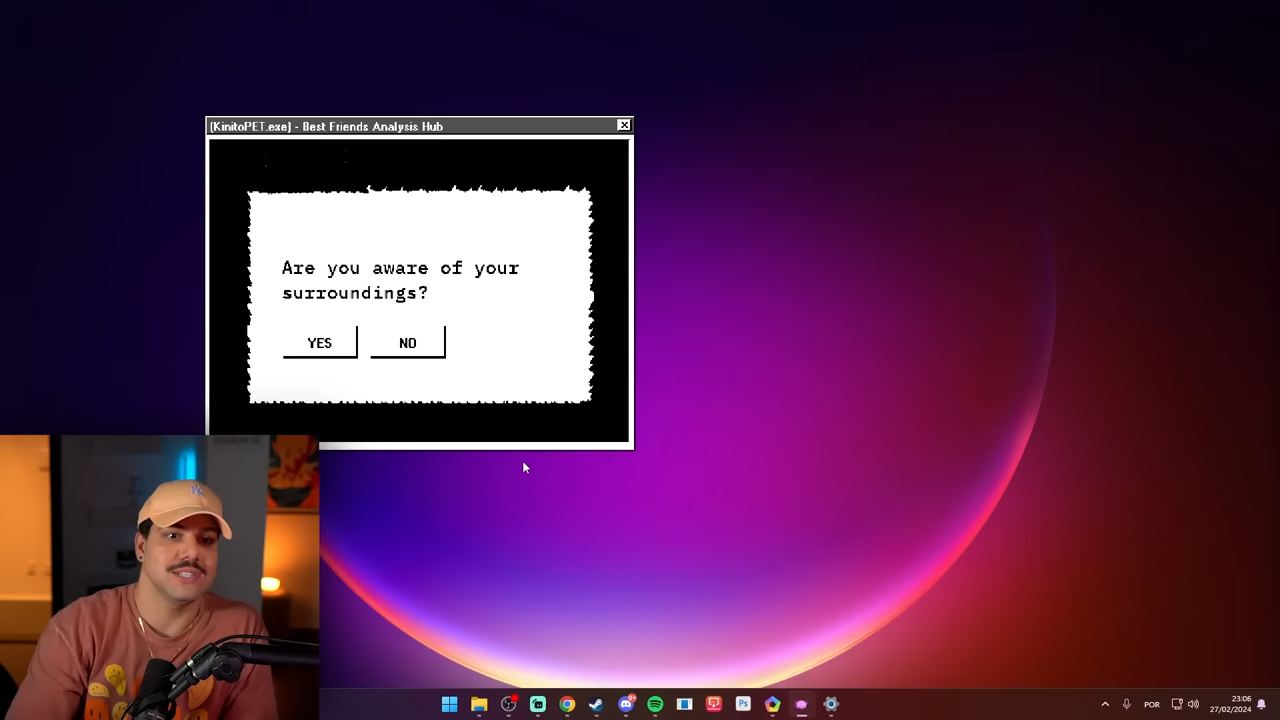 [KinitoPET.exe] - Best Friends Analysis Hub
Are you aware of your
surroundings?
YES NO
Ps
POR
23:06
27/02/2024